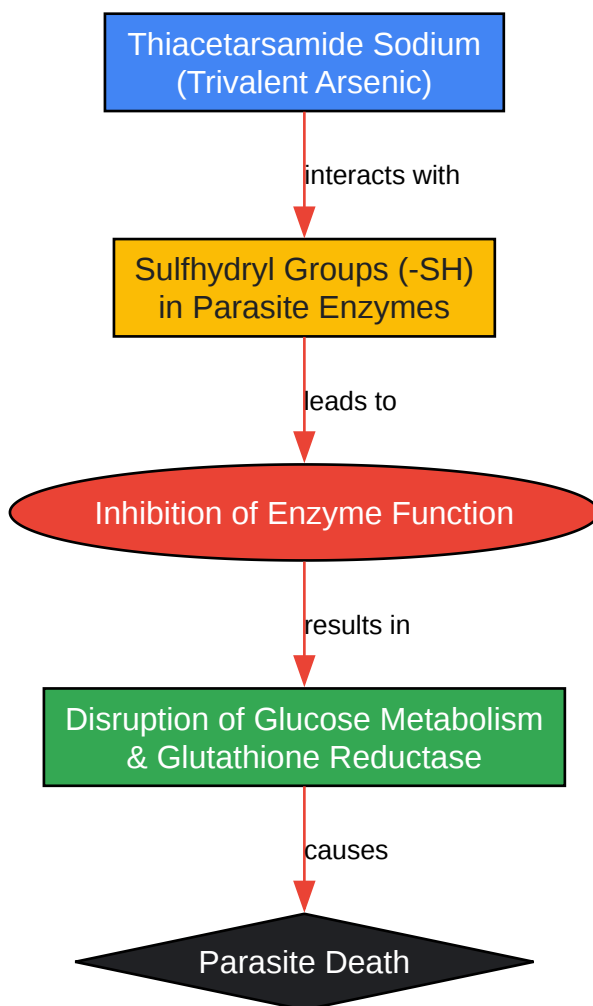 Thiacetarsamide Sodium
(Trivalent Arsenic)
interacts with
Sulfhydryl Groups (-SH)
in Parasite Enzymes
leads to
Inhibition of Enzyme Function
results in
Disruption of Glucose Metabolism
& Glutathione Reductase
causes
Parasite Death